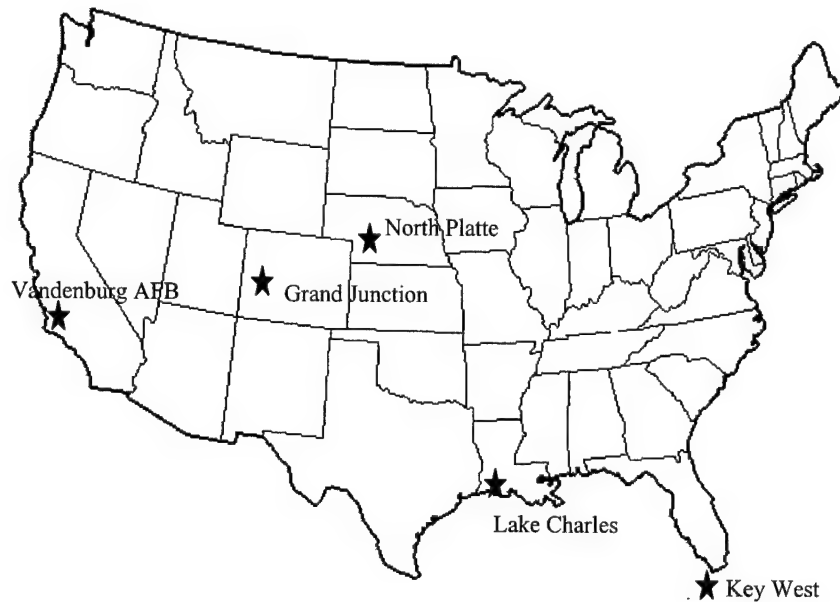 North Platte
Vandenburg AFB
Grand Junction
Lake Charles
Key West